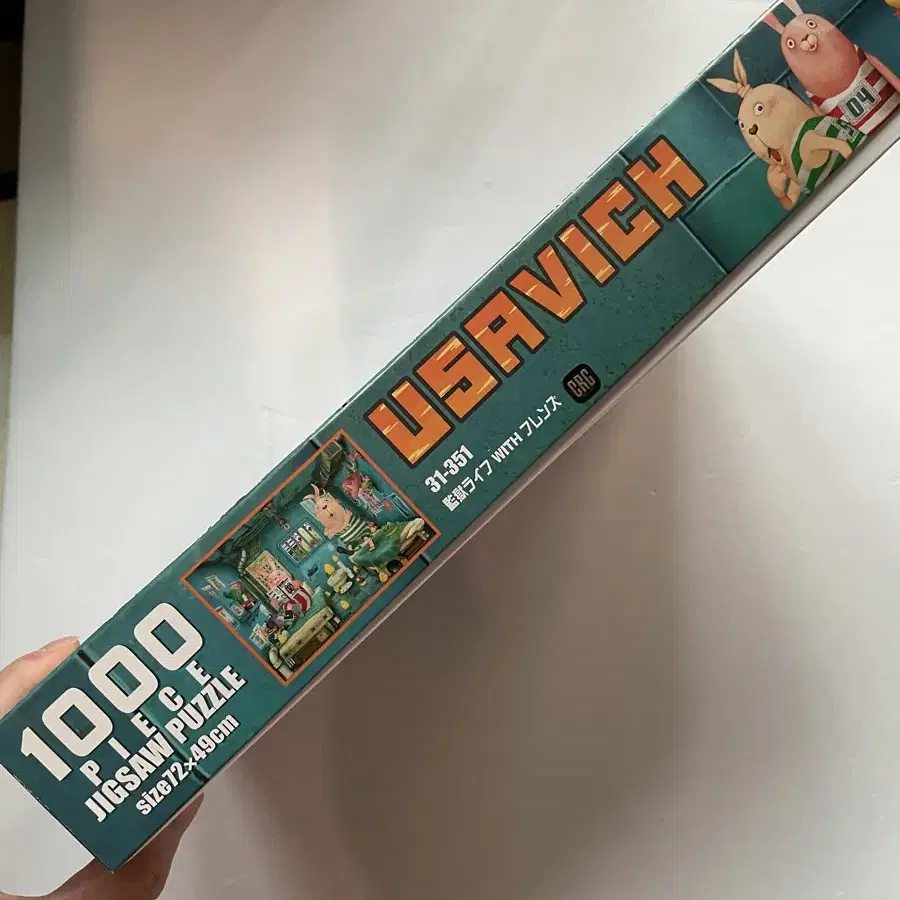 1000
PIECE
JIGSAW PUZZLE
size72×49cm
USAVICH
31-351
監獄ライフ WITH フレンズ
CRC
04